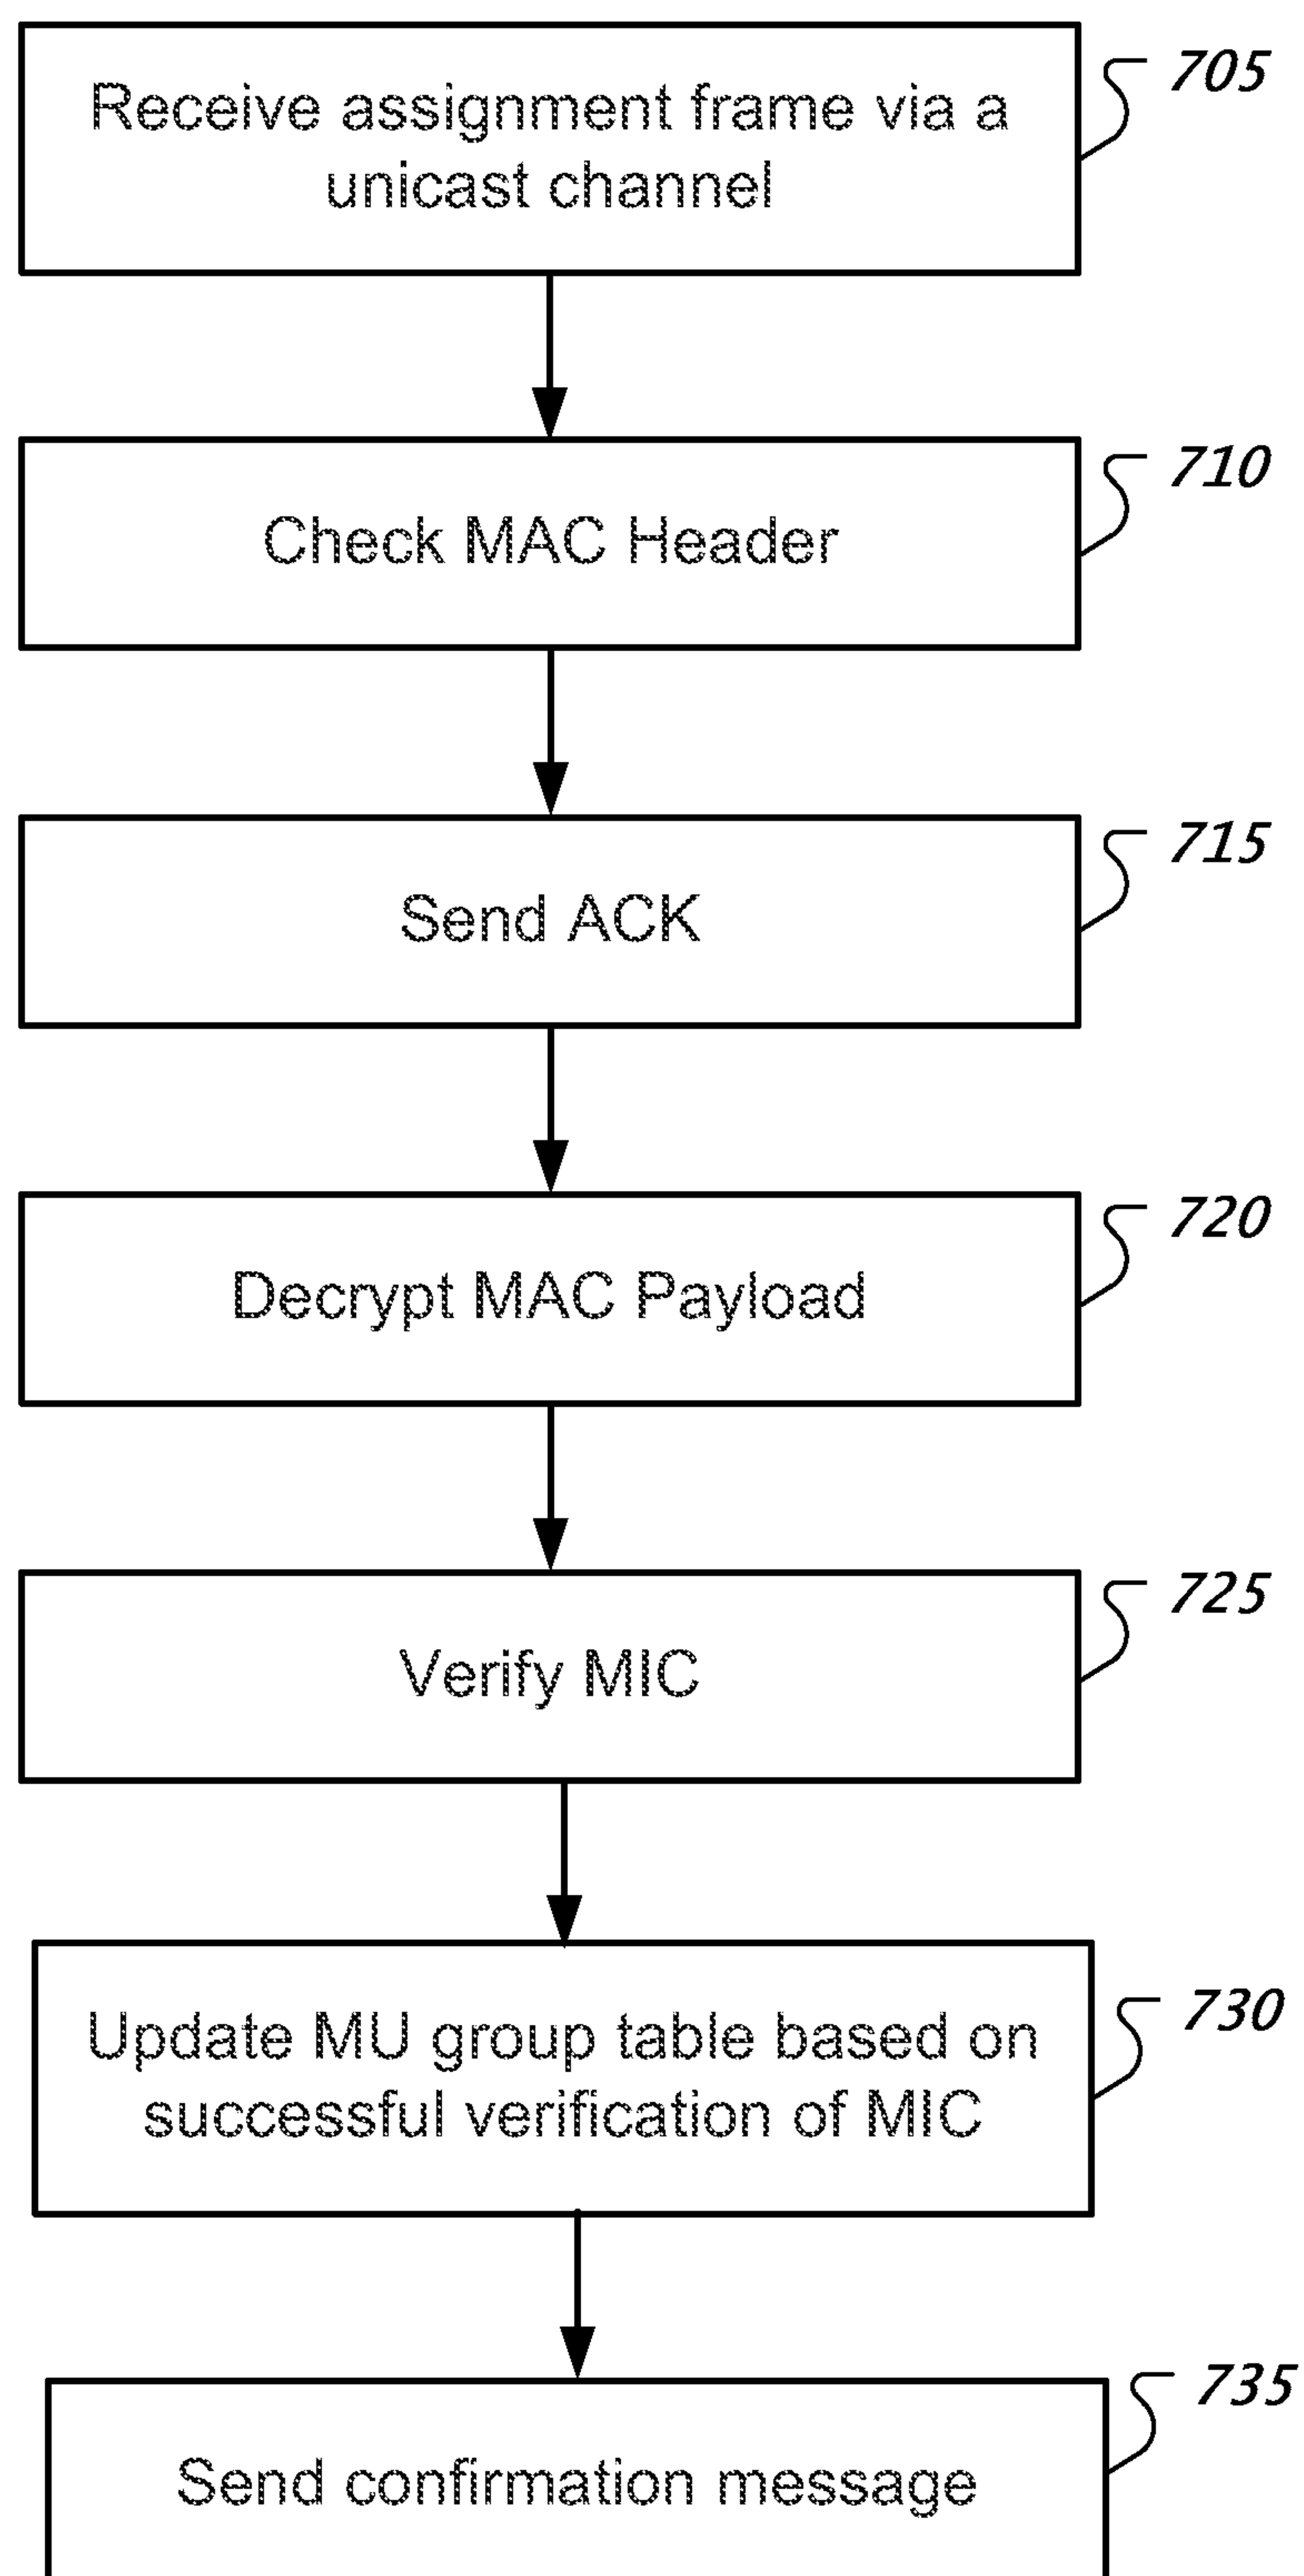 Receive assignment frame via a
unicast channel
705
Check MAC Header
710
Send ACK
715
Decrypt MAC Payload
720
Verify MIC
725
Update MU group table based on
successful verification of MIC
730
Send confirmation message
735